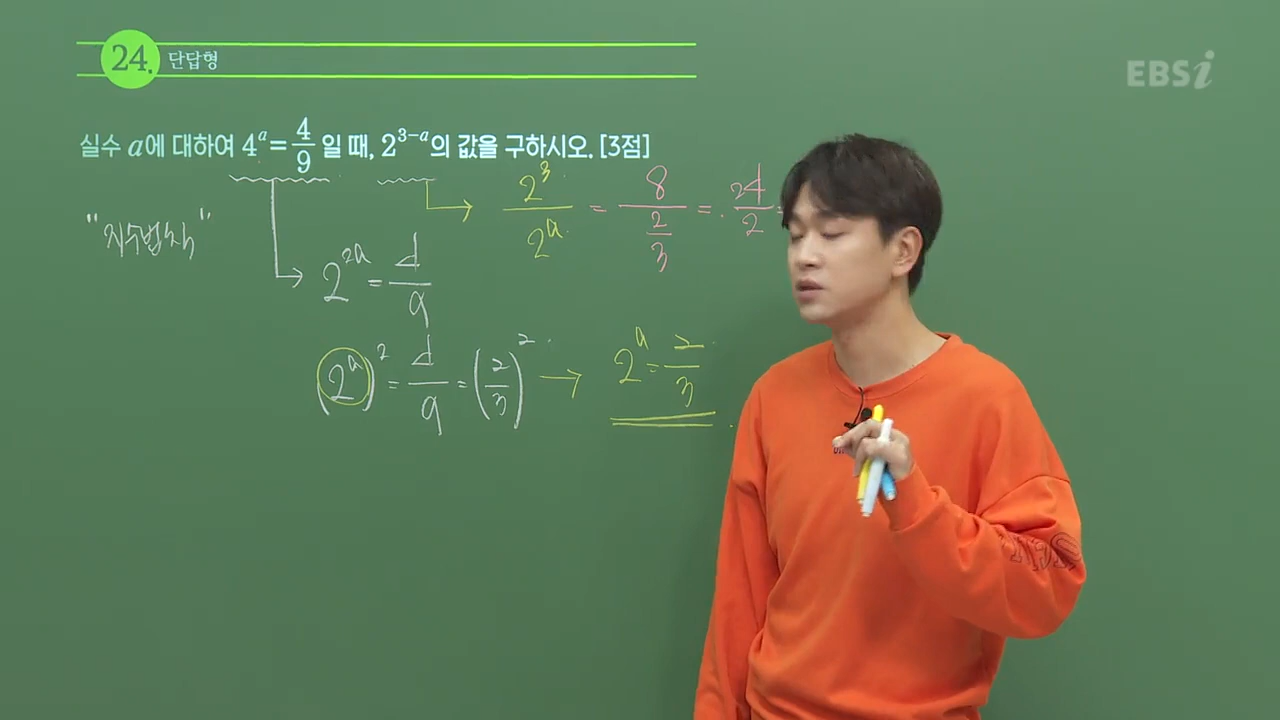 24. 단답형
EBSi
실수 a에 대하여 4^a = 4/9 일 때, 2^(3-a)의 값을 구하시오. [3점]
2^3 / 2^a = 8 / (2/3) = 24/2 =
"지수법칙"
2^(2a) = 4/9
(2^a)^2 = 4/9 = (2/3)^2 → 2^a = 2/3